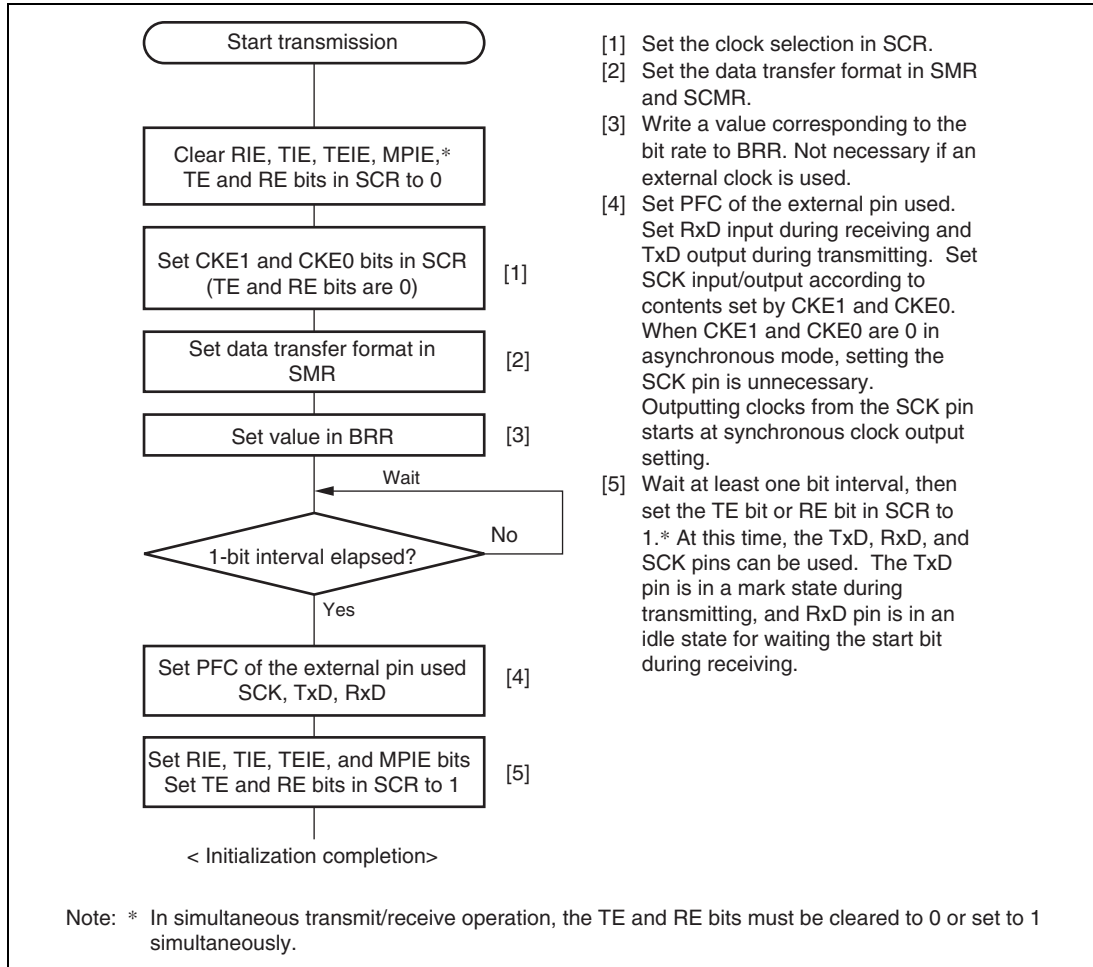 Start transmission
Clear RIE, TIE, TEIE, MPIE,*
TE and RE bits in SCR to 0
Set CKE1 and CKE0 bits in SCR
(TE and RE bits are 0)
[1]
Set data transfer format in
SMR
[2]
Set value in BRR
[3]
Wait
1-bit interval elapsed?
No
Yes
Set PFC of the external pin used
SCK, TxD, RxD
[4]
Set RIE, TIE, TEIE, and MPIE bits
Set TE and RE bits in SCR to 1
[5]
< Initialization completion>
[1] Set the clock selection in SCR.
[2] Set the data transfer format in SMR
and SCMR.
[3] Write a value corresponding to the
bit rate to BRR. Not necessary if an
external clock is used.
[4] Set PFC of the external pin used.
Set RxD input during receiving and
TxD output during transmitting. Set
SCK input/output according to
contents set by CKE1 and CKE0.
When CKE1 and CKE0 are 0 in
asynchronous mode, setting the
SCK pin is unnecessary.
Outputting clocks from the SCK pin
starts at synchronous clock output
setting.
[5] Wait at least one bit interval, then
set the TE bit or RE bit in SCR to
1.* At this time, the TxD, RxD, and
SCK pins can be used. The TxD
pin is in a mark state during
transmitting, and RxD pin is in an
idle state for waiting the start bit
during receiving.
Note: * In simultaneous transmit/receive operation, the TE and RE bits must be cleared to 0 or set to 1
simultaneously.